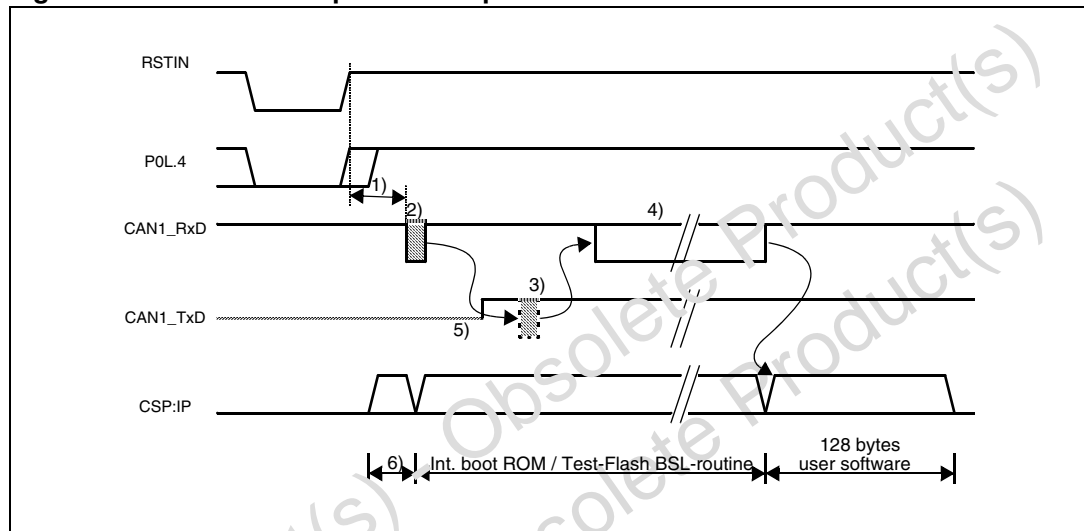 RSTIN
P0L.4
1)
2)
4)
CAN1_RxD
3)
CAN1_TxD
5)
CSP:IP
6)
Int. boot ROM / Test-Flash BSL-routine
128 bytes
user software
Obsolete Product(s)
Obsolete Product(s)